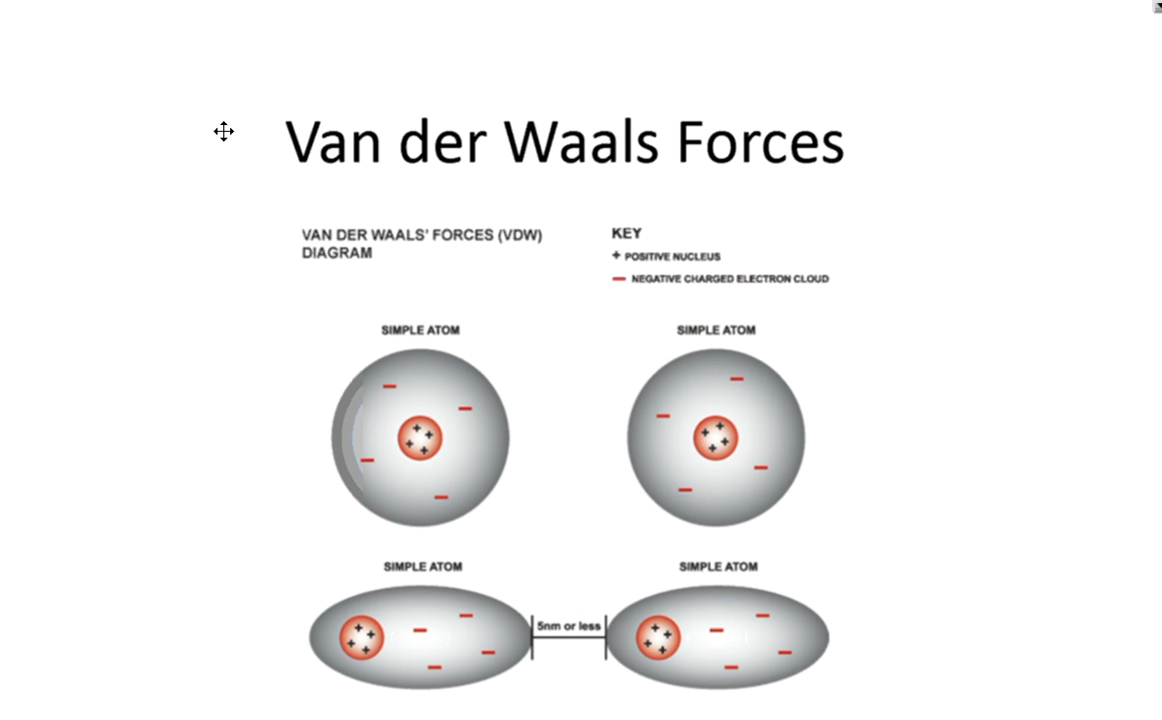 Van der Waals Forces
VAN DER WAALS' FORCES (VDW)
DIAGRAM
KEY
+ POSITIVE NUCLEUS
− NEGATIVE CHARGED ELECTRON CLOUD
SIMPLE ATOM
SIMPLE ATOM
SIMPLE ATOM
SIMPLE ATOM
5nm or less